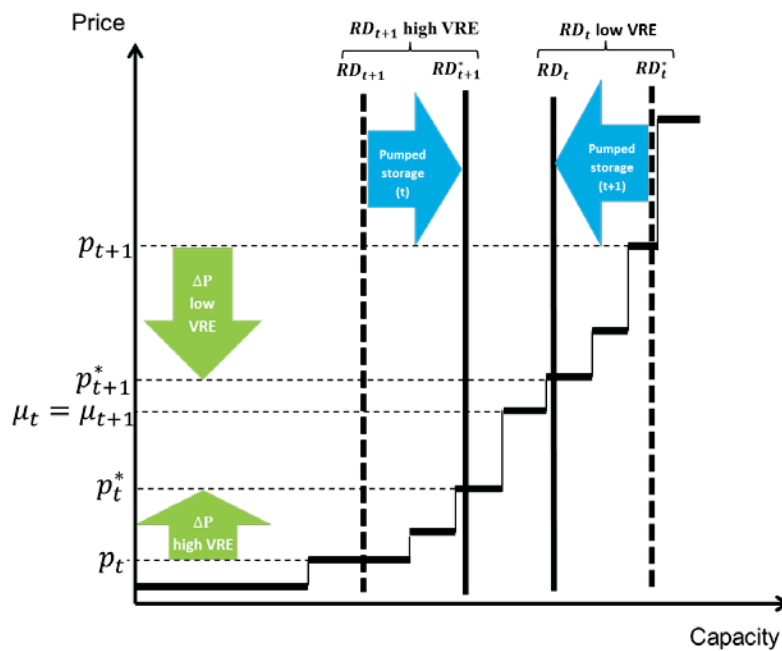 Price
RD_{t+1} high VRE
RD_t low VRE
RD_{t+1}
RD^*_{t+1}
RD_t
RD^*_t
Pumped
storage
(t)
Pumped
storage
(t+1)
p_{t+1}
ΔP
low
VRE
p^*_{t+1}
μ_t = μ_{t+1}
p^*_t
ΔP
high VRE
p_t
Capacity